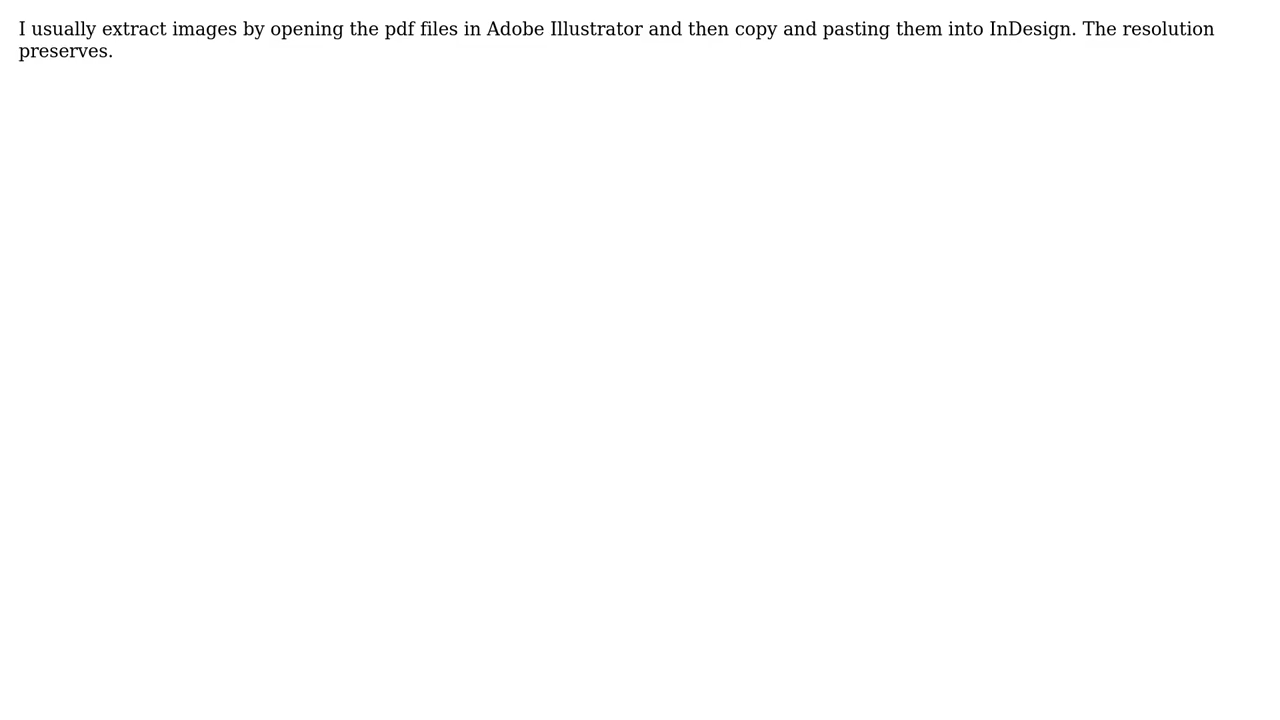 I usually extract images by opening the pdf files in Adobe Illustrator and then copy and pasting them into InDesign. The resolution
preserves.